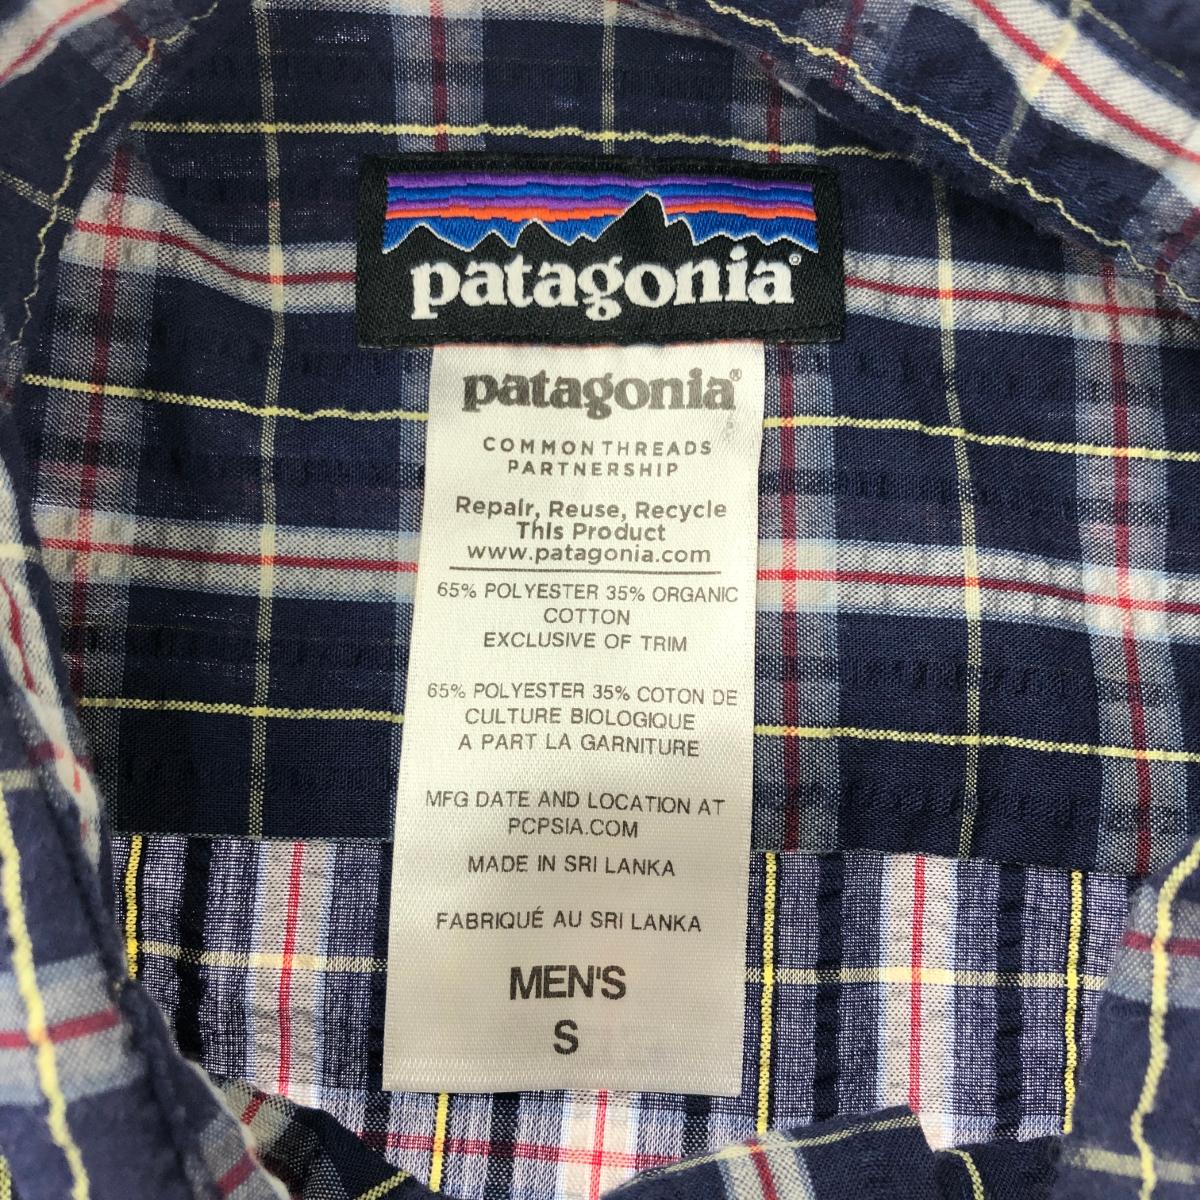 patagonia®
patagonia®
COMMON THREADS
PARTNERSHIP
Repair, Reuse, Recycle
This Product
www.patagonia.com
65% POLYESTER 35% ORGANIC
COTTON
EXCLUSIVE OF TRIM
65% POLYESTER 35% COTON DE
CULTURE BIOLOGIQUE
A PART LA GARNITURE
MFG DATE AND LOCATION AT
PCPSIA.COM
MADE IN SRI LANKA
FABRIQUÉ AU SRI LANKA
MEN'S
S